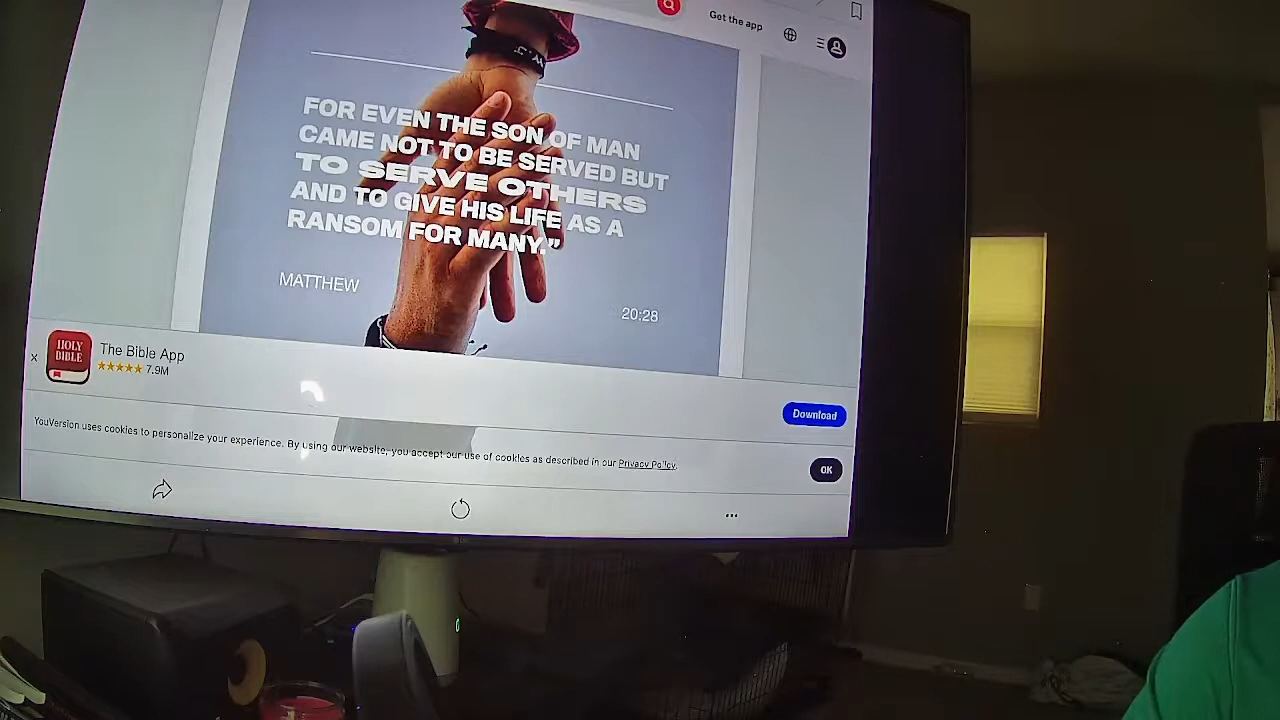 Get the app
FOR EVEN THE SON OF MAN
CAME NOT TO BE SERVED BUT
TO SERVE OTHERS
AND TO GIVE HIS LIFE AS A
RANSOM FOR MANY.”
MATTHEW
20:28
HOLY
BIBLE
The Bible App
7.9M
Download
YouVersion uses cookies to personalize your experience. By using our website, you accept our use of cookies as described in our Privacy Policy.
OK